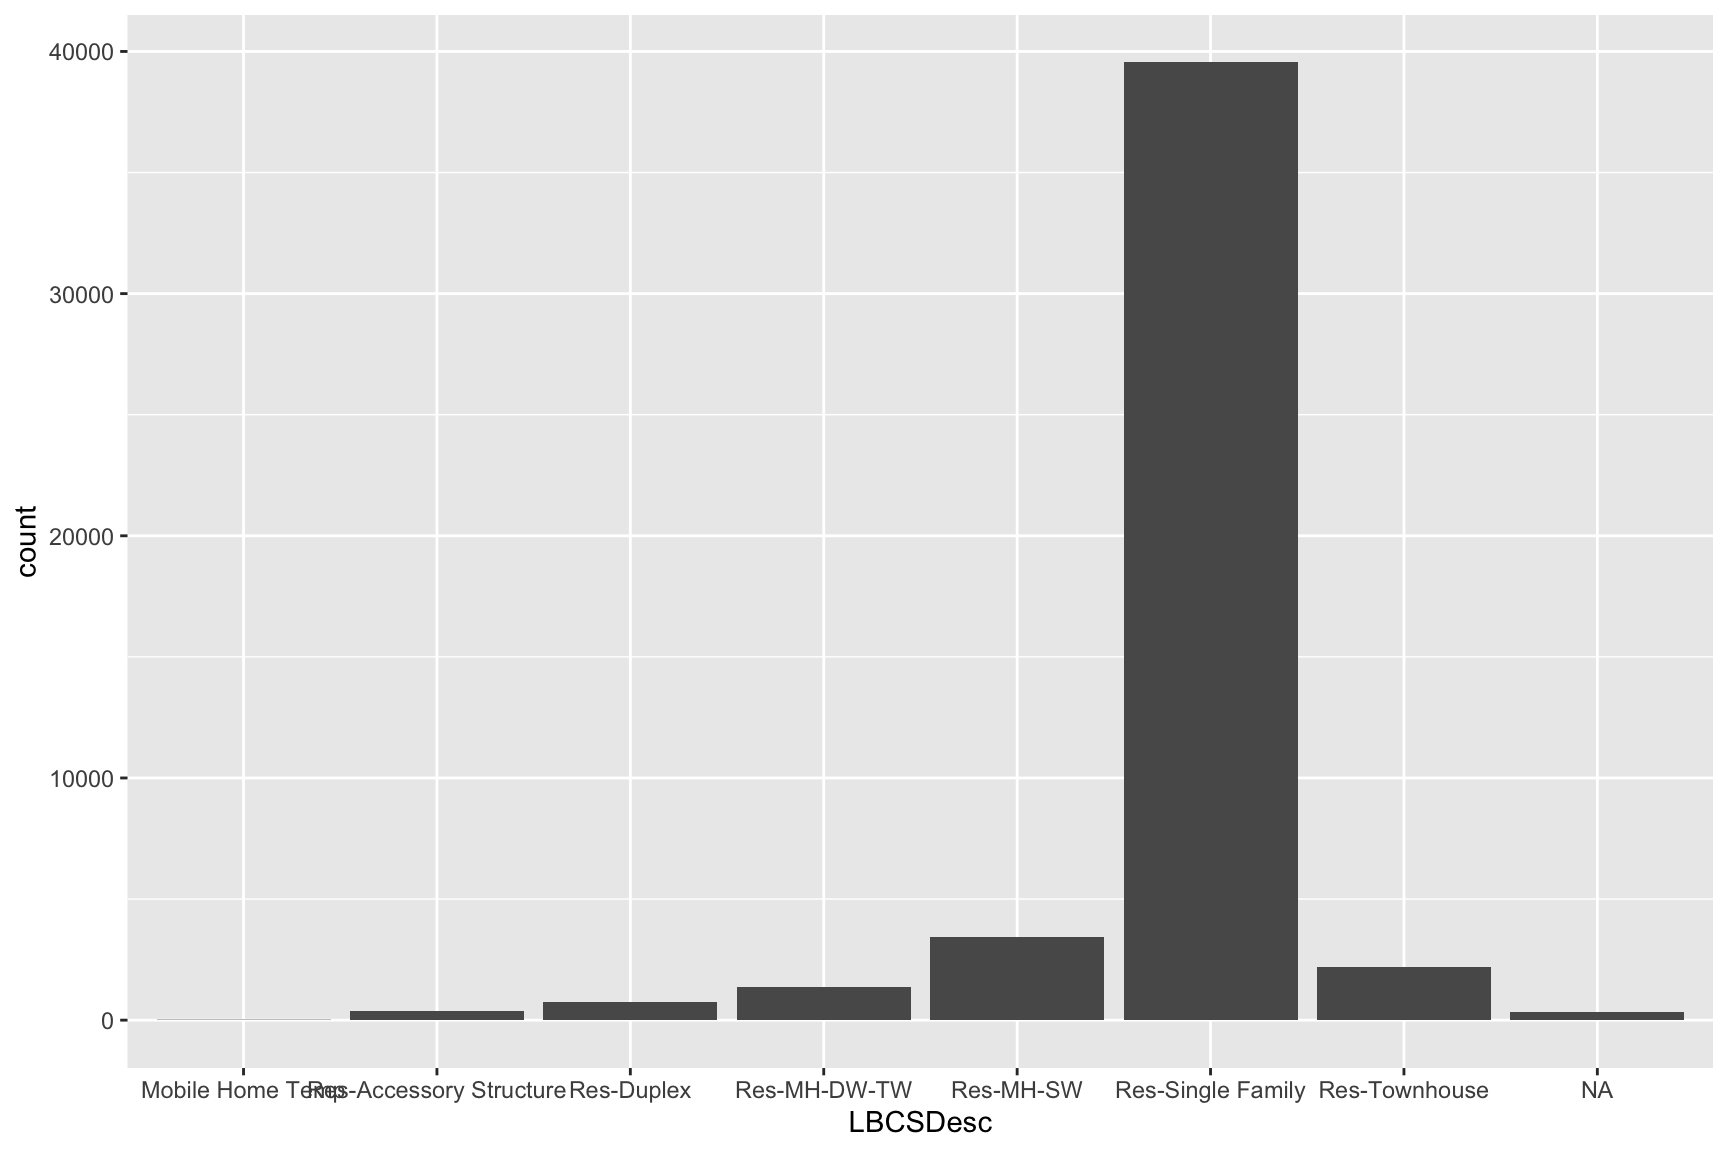 40000
30000
20000
10000
0
count
Mobile Home Temp
Res-Accessory Structure
Res-Duplex
Res-MH-DW-TW
Res-MH-SW
Res-Single Family
Res-Townhouse
NA
LBCSDesc